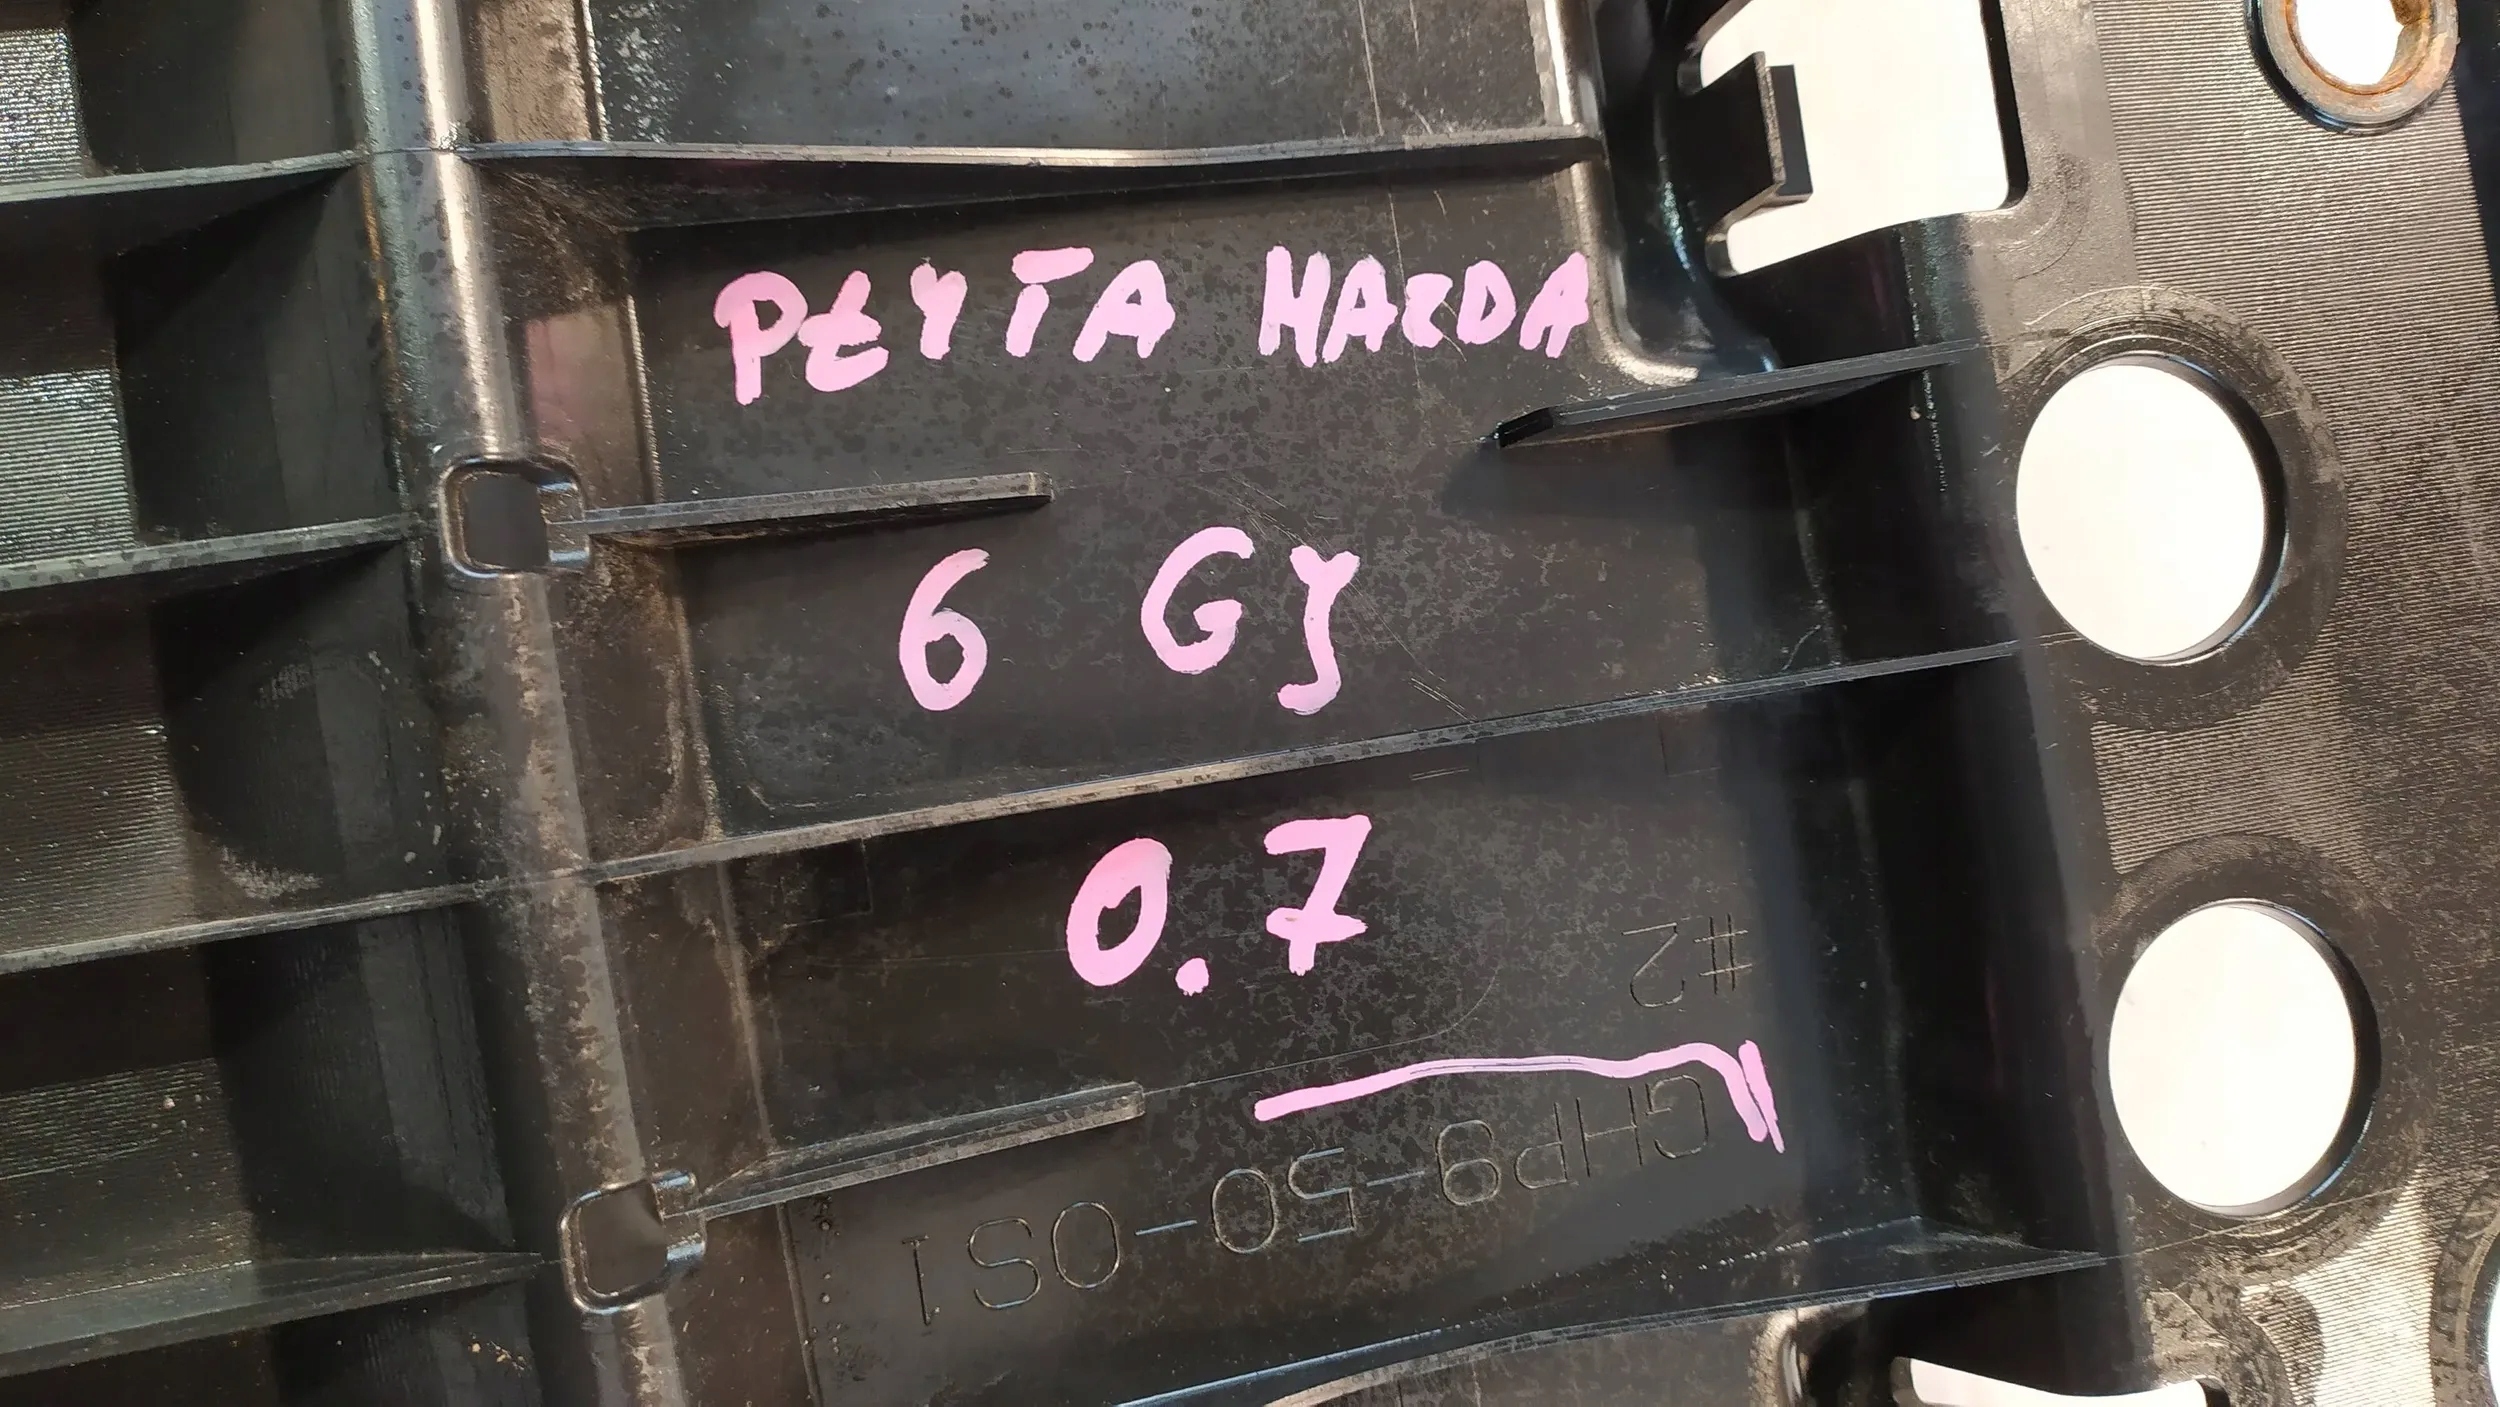 PŁYTA MAZDA
6 GJ
0.7
#2
GHP9-50-0S1